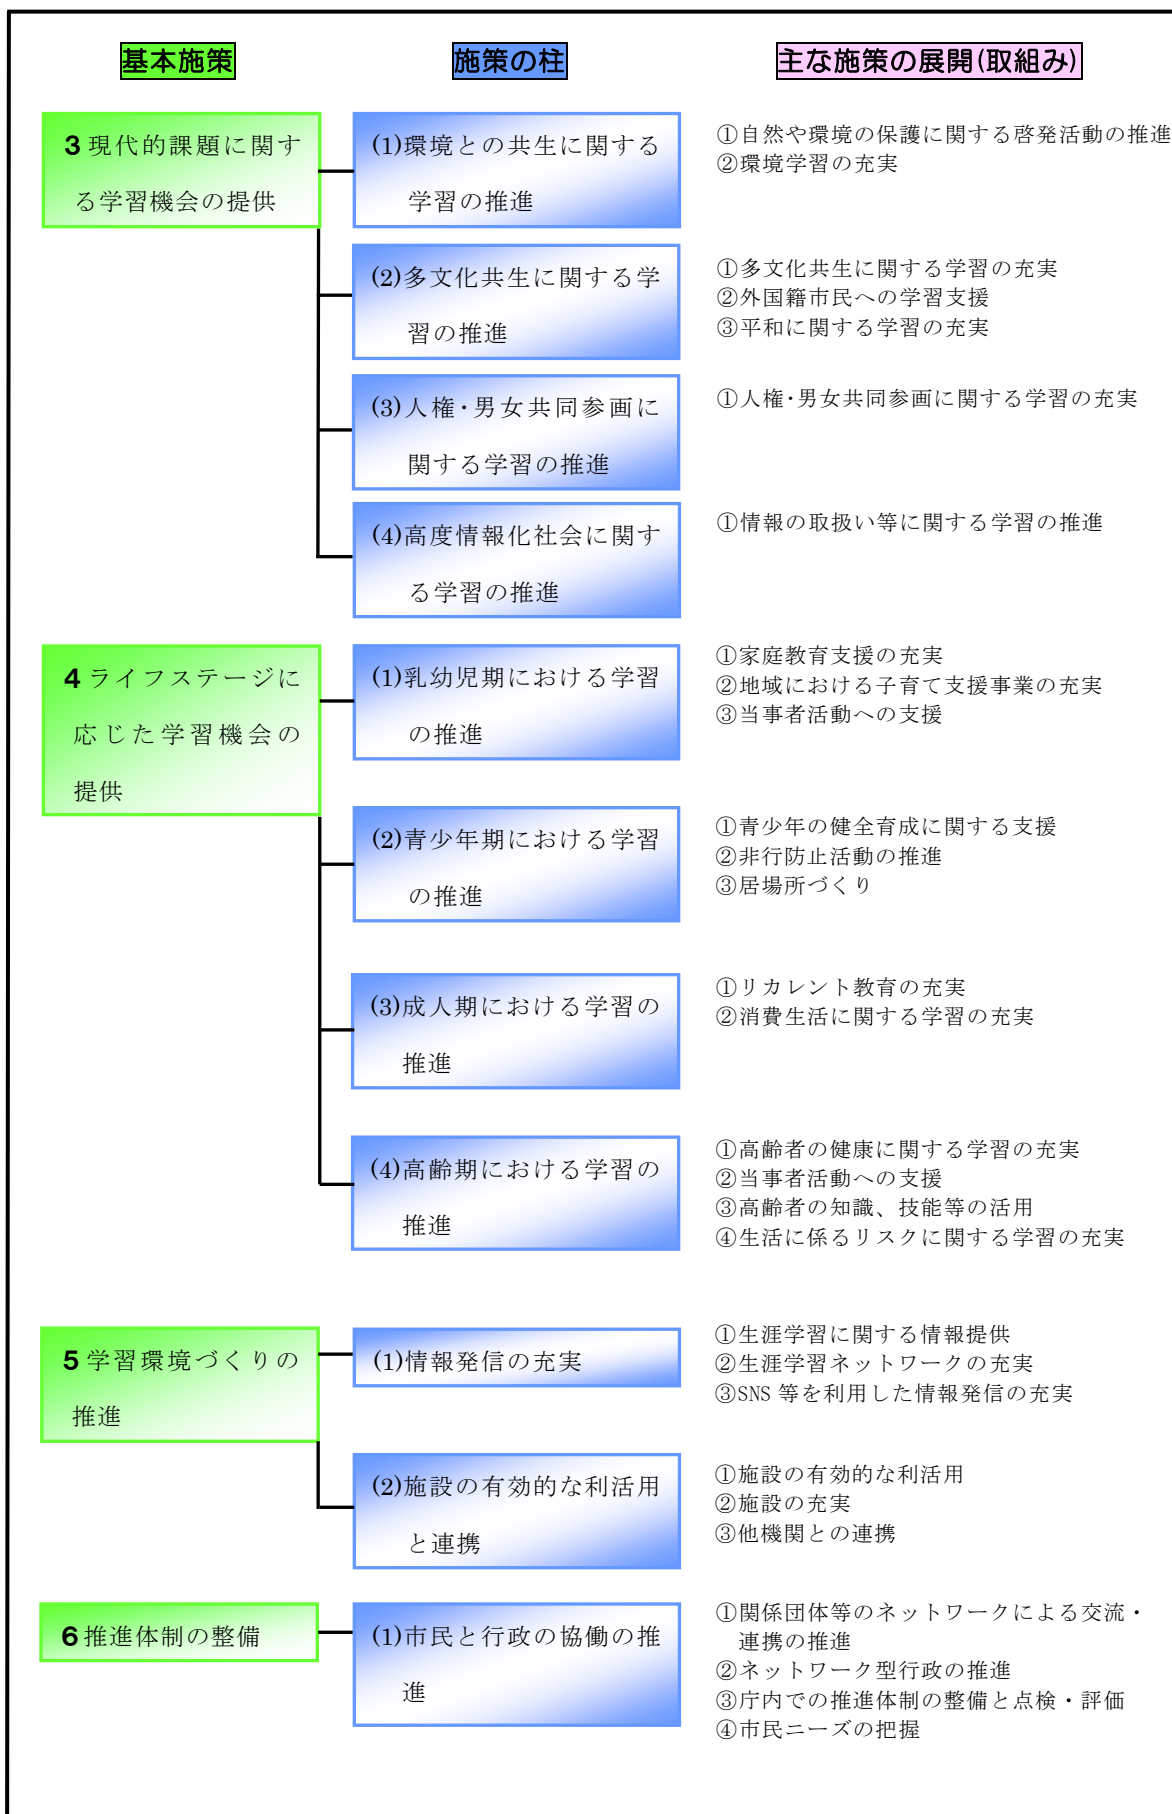 基本施策
施策の柱
主な施策の展開(取組み)
3 現代的課題に関す
る学習機会の提供
(1)環境との共生に関する
学習の推進
①自然や環境の保護に関する啓発活動の推進
②環境学習の充実
(2)多文化共生に関する学
習の推進
①多文化共生に関する学習の充実
②外国籍市民への学習支援
③平和に関する学習の充実
(3)人権・男女共同参画に
関する学習の推進
①人権・男女共同参画に関する学習の充実
(4)高度情報化社会に関す
る学習の推進
①情報の取扱い等に関する学習の推進
4 ライフステージに
応じた学習機会の
提供
(1)乳幼児期における学習
の推進
①家庭教育支援の充実
②地域における子育て支援事業の充実
③当事者活動への支援
(2)青少年期における学習
の推進
①青少年の健全育成に関する支援
②非行防止活動の推進
③居場所づくり
(3)成人期における学習の
推進
①リカレント教育の充実
②消費生活に関する学習の充実
(4)高齢期における学習の
推進
①高齢者の健康に関する学習の充実
②当事者活動への支援
③高齢者の知識、技能等の活用
④生活に係るリスクに関する学習の充実
5 学習環境づくりの
推進
(1)情報発信の充実
①生涯学習に関する情報提供
②生涯学習ネットワークの充実
③SNS 等を利用した情報発信の充実
(2)施設の有効的な利活用
と連携
①施設の有効的な利活用
②施設の充実
③他機関との連携
6 推進体制の整備
(1)市民と行政の協働の推
進
①関係団体等のネットワークによる交流・
連携の推進
②ネットワーク型行政の推進
③庁内での推進体制の整備と点検・評価
④市民ニーズの把握